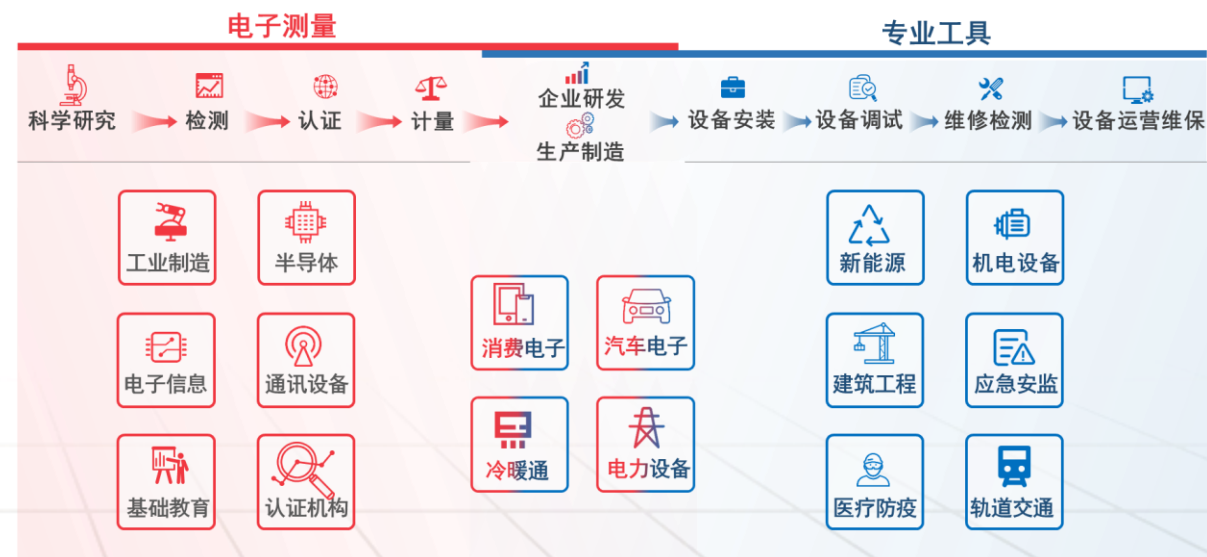 电子测量
专业工具
科学研究
检测
认证
计量
企业研发
生产制造
设备安装
设备调试
维修检测
设备运营维保
工业制造
半导体
新能源
机电设备
消费电子
汽车电子
电子信息
通讯设备
建筑工程
应急安监
冷暖通
电力设备
基础教育
认证机构
医疗防疫
轨道交通